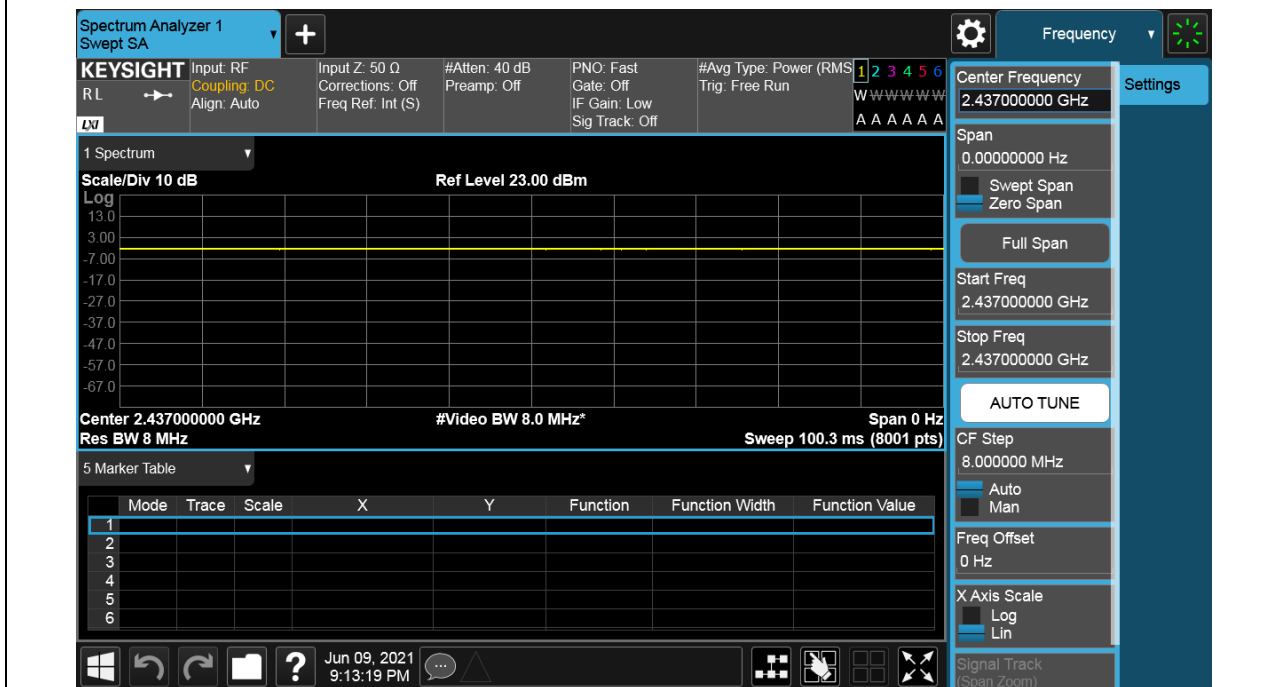 Spectrum Analyzer 1
Swept SA
+
Frequency
KEYSIGHT
R L
LXI
Input: RF
Coupling: DC
Align: Auto
Input Z: 50 Ω
Corrections: Off
Freq Ref: Int (S)
#Atten: 40 dB
Preamp: Off
PNO: Fast
Gate: Off
IF Gain: Low
Sig Track: Off
#Avg Type: Power (RMS
Trig: Free Run
1 2 3 4 5 6
W W W W W W
A A A A A A
1 Spectrum
Scale/Div 10 dB
Ref Level 23.00 dBm
Log
13.0
3.00
-7.00
-17.0
-27.0
-37.0
-47.0
-57.0
-67.0
Center 2.437000000 GHz
#Video BW 8.0 MHz*
Span 0 Hz
Res BW 8 MHz
Sweep 100.3 ms (8001 pts)
5 Marker Table
Mode Trace Scale X Y Function Function Width Function Value
1
2
3
4
5
6
Center Frequency
2.437000000 GHz
Settings
Span
0.00000000 Hz
Swept Span
Zero Span
Full Span
Start Freq
2.437000000 GHz
Stop Freq
2.437000000 GHz
AUTO TUNE
CF Step
8.000000 MHz
Auto
Man
Freq Offset
0 Hz
X Axis Scale
Log
Lin
Signal Track
(Span Zoom)
?
Jun 09, 2021
9:13:19 PM